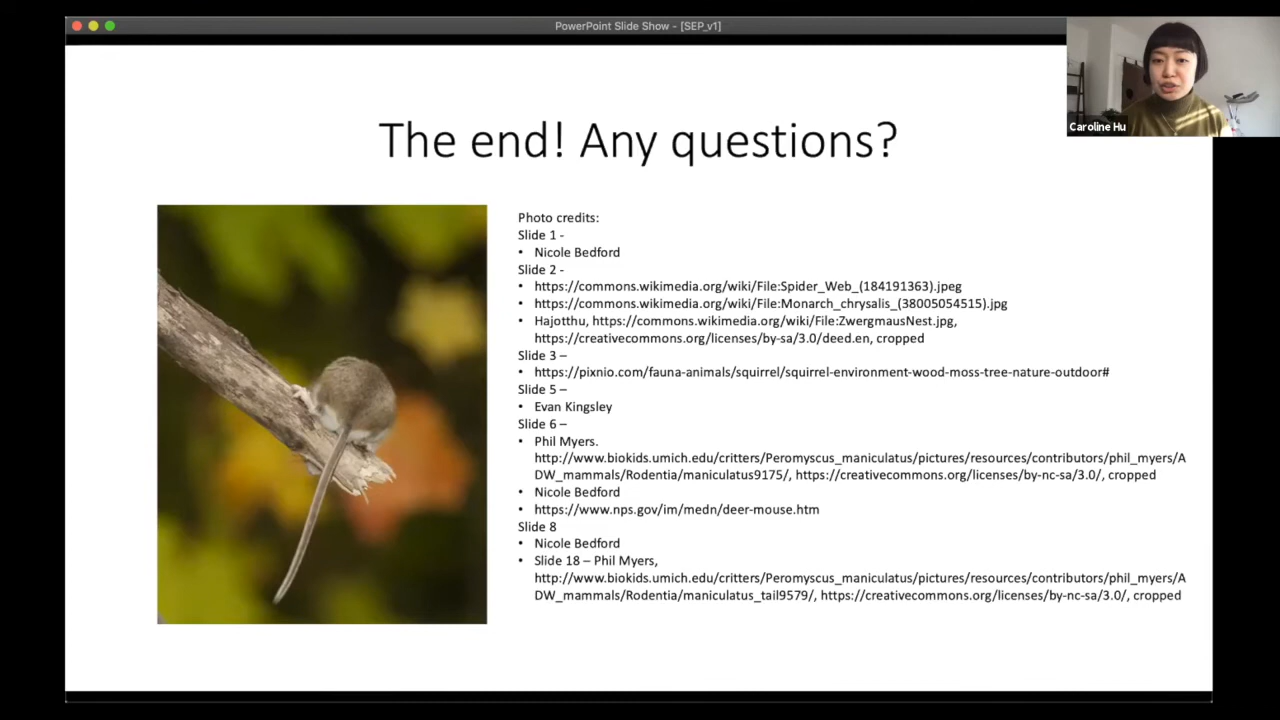 PowerPoint Slide Show - [SEP_v1]
Caroline Hu
The end! Any questions?
Photo credits:
Slide 1 -
• Nicole Bedford
Slide 2 -
• https://commons.wikimedia.org/wiki/File:Spider_Web_(184191363).jpeg
• https://commons.wikimedia.org/wiki/File:Monarch_chrysalis_(38005054515).jpg
• Hajotthu, https://commons.wikimedia.org/wiki/File:ZwergmausNest.jpg,
https://creativecommons.org/licenses/by-sa/3.0/deed.en, cropped
Slide 3 –
• https://pixnio.com/fauna-animals/squirrel/squirrel-environment-wood-moss-tree-nature-outdoor#
Slide 5 –
• Evan Kingsley
Slide 6 –
• Phil Myers.
http://www.biokids.umich.edu/critters/Peromyscus_maniculatus/pictures/resources/contributors/phil_myers/A
DW_mammals/Rodentia/maniculatus9175/, https://creativecommons.org/licenses/by-nc-sa/3.0/, cropped
• Nicole Bedford
• https://www.nps.gov/im/medn/deer-mouse.htm
Slide 8
• Nicole Bedford
• Slide 18 – Phil Myers,
http://www.biokids.umich.edu/critters/Peromyscus_maniculatus/pictures/resources/contributors/phil_myers/A
DW_mammals/Rodentia/maniculatus_tail9579/, https://creativecommons.org/licenses/by-nc-sa/3.0/, cropped